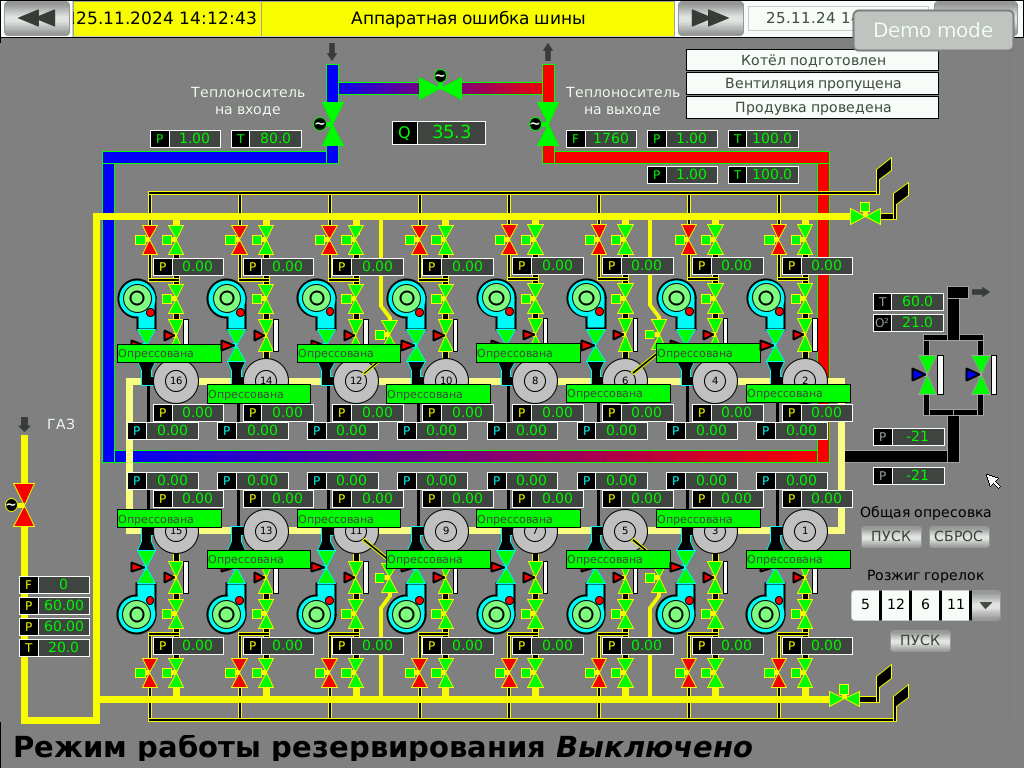 25.11.2024 14:12:43
Аппаратная ошибка шины
25.11.24 1
Demo mode
Котёл подготовлен
Вентиляция пропущена
Продувка проведена
Теплоноситель
на входе
Теплоноситель
на выходе
P 1.00 T 80.0
Q 35.3
F 1760 P 1.00 T 100.0
P 1.00 T 100.0
P 0.00 P 0.00 P 0.00 P 0.00 P 0.00 P 0.00 P 0.00 P 0.00
T 60.0
O² 21.0
Опрессована Опрессована Опрессована Опрессована
16 14 12 10 8 6 4 2
Опрессована Опрессована Опрессована Опрессована
P 0.00 P 0.00 P 0.00 P 0.00 P 0.00 P 0.00 P 0.00 P 0.00
P 0.00 P 0.00 P 0.00 P 0.00 P 0.00 P 0.00 P 0.00 P 0.00
ГАЗ
P -21
P -21
P 0.00 P 0.00 P 0.00 P 0.00 P 0.00 P 0.00 P 0.00 P 0.00
P 0.00 P 0.00 P 0.00 P 0.00 P 0.00 P 0.00 P 0.00 P 0.00
Опрессована Опрессована Опрессована Опрессована
15 13 11 9 7 5 3 1
Опрессована Опрессована Опрессована Опрессована
Общая опресовка
ПУСК СБРОС
Розжиг горелок
5 12 6 11
ПУСК
F 0
P 60.00
P 60.00
T 20.0
P 0.00 P 0.00 P 0.00 P 0.00 P 0.00 P 0.00 P 0.00 P 0.00
Режим работы резервирования Выключено